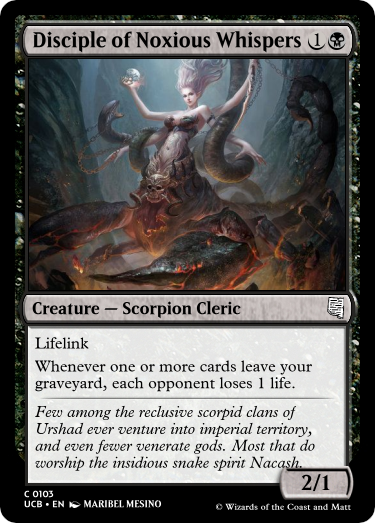 Disciple of Noxious Whispers 1
Creature — Scorpion Cleric
Lifelink
Whenever one or more cards leave your
graveyard, each opponent loses 1 life.
Few among the reclusive scorpid clans of
Urshad ever venture into imperial territory,
and even fewer venerate gods. Most that do
worship the insidious snake spirit Nacash.
2/1
C 0103
UCB • EN MARIBEL MESINO
© Wizards of the Coast and Matt